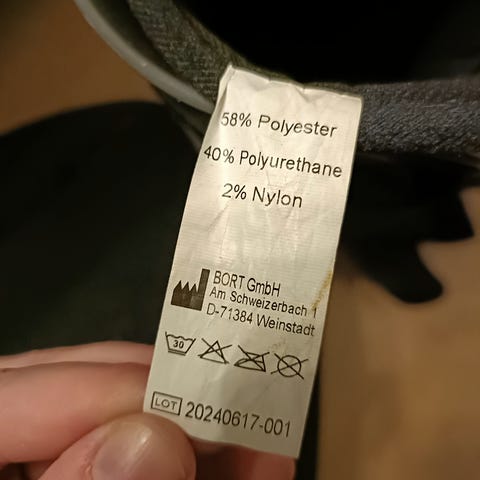 58% Polyester
40% Polyurethane
2% Nylon
BORT GmbH
Am Schweizerbach 1
D-71384 Weinstadt
30
LOT 20240617-001